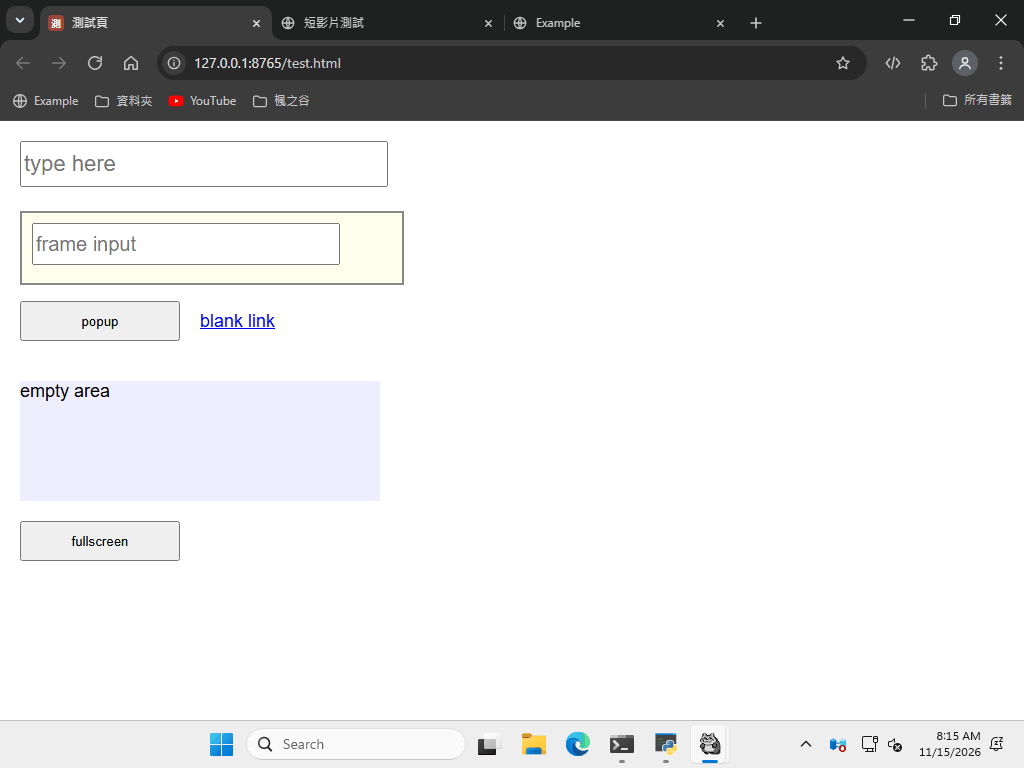 測 測試頁
短影片測試
Example
127.0.0.1:8765/test.html
Example
資料夾
YouTube
楓之谷
所有書籤
type here
frame input
popup
blank link
empty area
fullscreen
Search
8:15 AM
11/15/2026